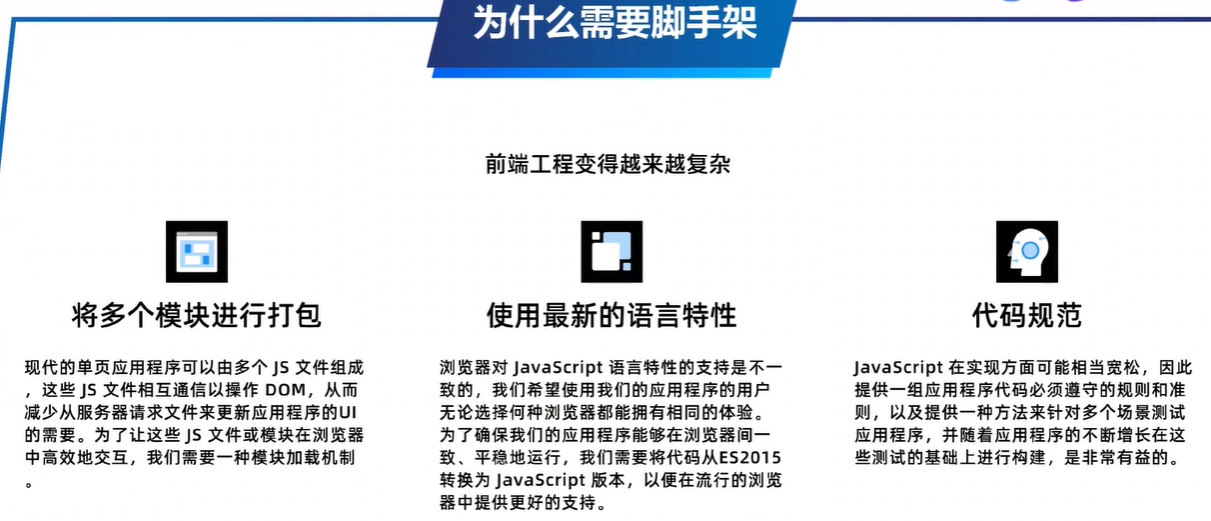 为什么需要脚手架
前端工程变得越来越复杂
将多个模块进行打包
现代的单页应用程序可以由多个 JS 文件组成
，这些 JS 文件相互通信以操作 DOM，从而
减少从服务器请求文件来更新应用程序的UI
的需要。为了让这些 JS 文件或模块在浏览器
中高效地交互，我们需要一种模块加载机制
。
使用最新的语言特性
浏览器对 JavaScript 语言特性的支持是不一
致的，我们希望使用我们的应用程序的用户
无论选择何种浏览器都能拥有相同的体验。
为了确保我们的应用程序能够在浏览器间一
致、平稳地运行，我们需要将代码从ES2015
转换为 JavaScript 版本，以便在流行的浏览
器中提供更好的支持。
代码规范
JavaScript 在实现方面可能相当宽松，因此
提供一组应用程序代码必须遵守的规则和准
则，以及提供一种方法来针对多个场景测试
应用程序，并随着应用程序的不断增长在这
些测试的基础上进行构建，是非常有益的。